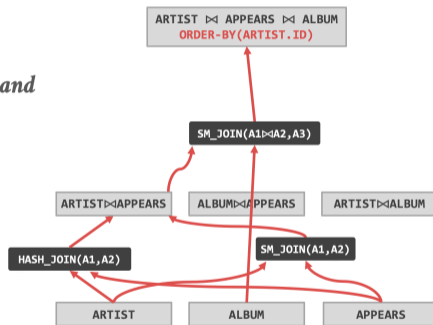 ARTIST ⋈ APPEARS ⋈ ALBUM
ORDER-BY(ARTIST.ID)
and
SM_JOIN(A1⋈A2,A3)
ARTIST⋈APPEARS
ALBUM⋈APPEARS
ARTIST⋈ALBUM
HASH_JOIN(A1,A2)
SM_JOIN(A1,A2)
ARTIST
ALBUM
APPEARS